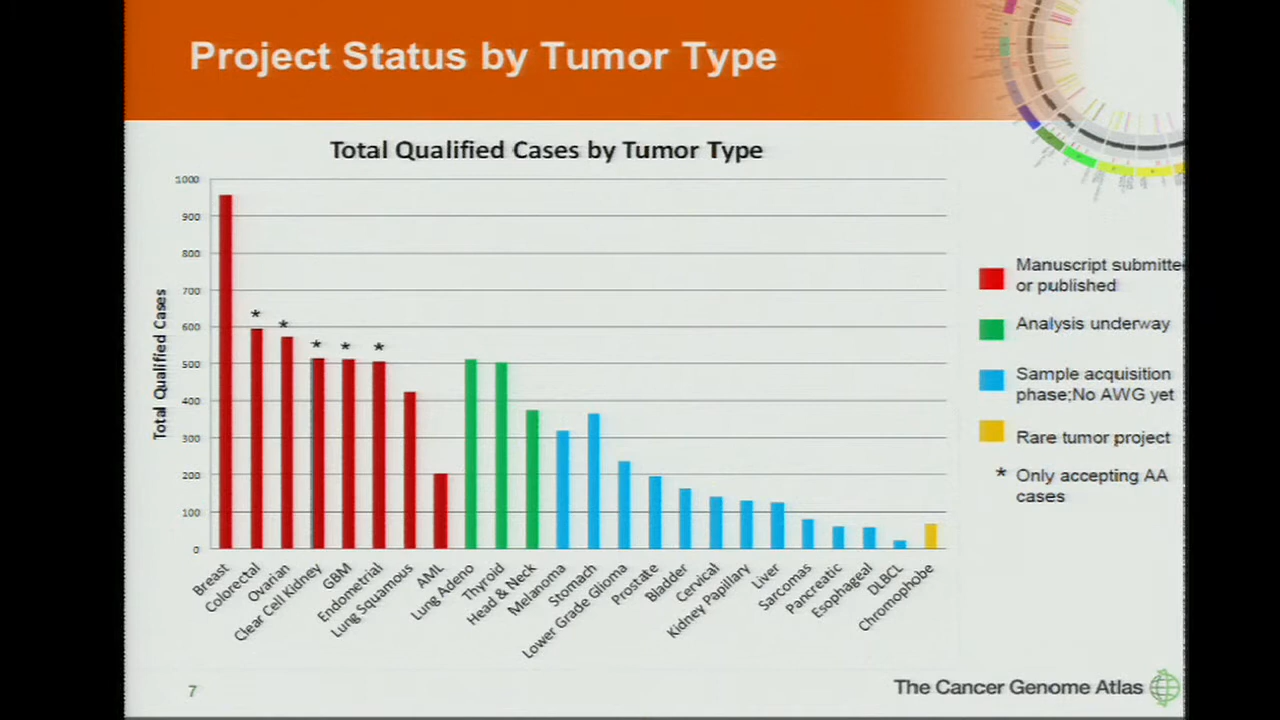 Project Status by Tumor Type
Total Qualified Cases by Tumor Type
1000
900
800
700
600
500
400
300
200
100
0
Total Qualified Cases
*
*
*
*
*
Breast
Colorectal
Ovarian
Clear Cell Kidney
GBM
Endometrial
Lung Squamous
AML
Lung Adeno
Thyroid
Head & Neck
Melanoma
Stomach
Lower Grade Glioma
Prostate
Bladder
Cervical
Kidney Papillary
Liver
Sarcomas
Pancreatic
Esophageal
DLBCL
Chromophobe
Manuscript submitte
or published
Analysis underway
Sample acquisition
phase;No AWG yet
Rare tumor project
* Only accepting AA
cases
7
The Cancer Genome Atlas